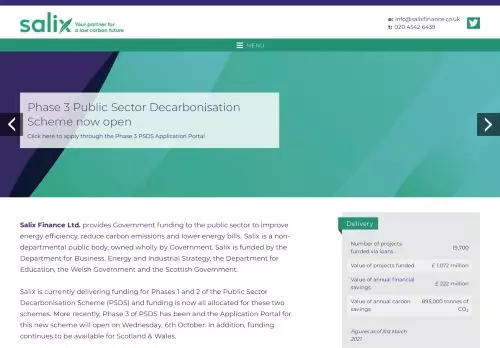 salix Your partner for
a low carbon future
e: info@salixfinance.co.uk
t: 020 4542 6439
MENU
Phase 3 Public Sector Decarbonisation
Scheme now open
Click here to apply through the Phase 3 PSDS Application Portal
Salix Finance Ltd. provides Government funding to the public sector to improve
energy efficiency, reduce carbon emissions and lower energy bills. Salix is a non-
departmental public body, owned wholly by Government. Salix is funded by the
Department for Business, Energy and Industrial Strategy, the Department for
Education, the Welsh Government and the Scottish Government.
Salix is currently delivering funding for Phases 1 and 2 of the Public Sector
Decarbonisation Scheme (PSDS) and funding is now all allocated for these two
schemes. More recently, Phase 3 of PSDS has been and the Application Portal for
this new scheme will open on Wednesday, 6th October. In addition, funding
continues to be available for Scotland & Wales.
Delivery
Number of projects
funded via loans
19,700
Value of projects funded £ 1,072 million
Value of annual financial
savings
£ 222 million
Value of annual carbon
savings
895,000 tonnes of
CO₂
Figures as of 31st March
2021